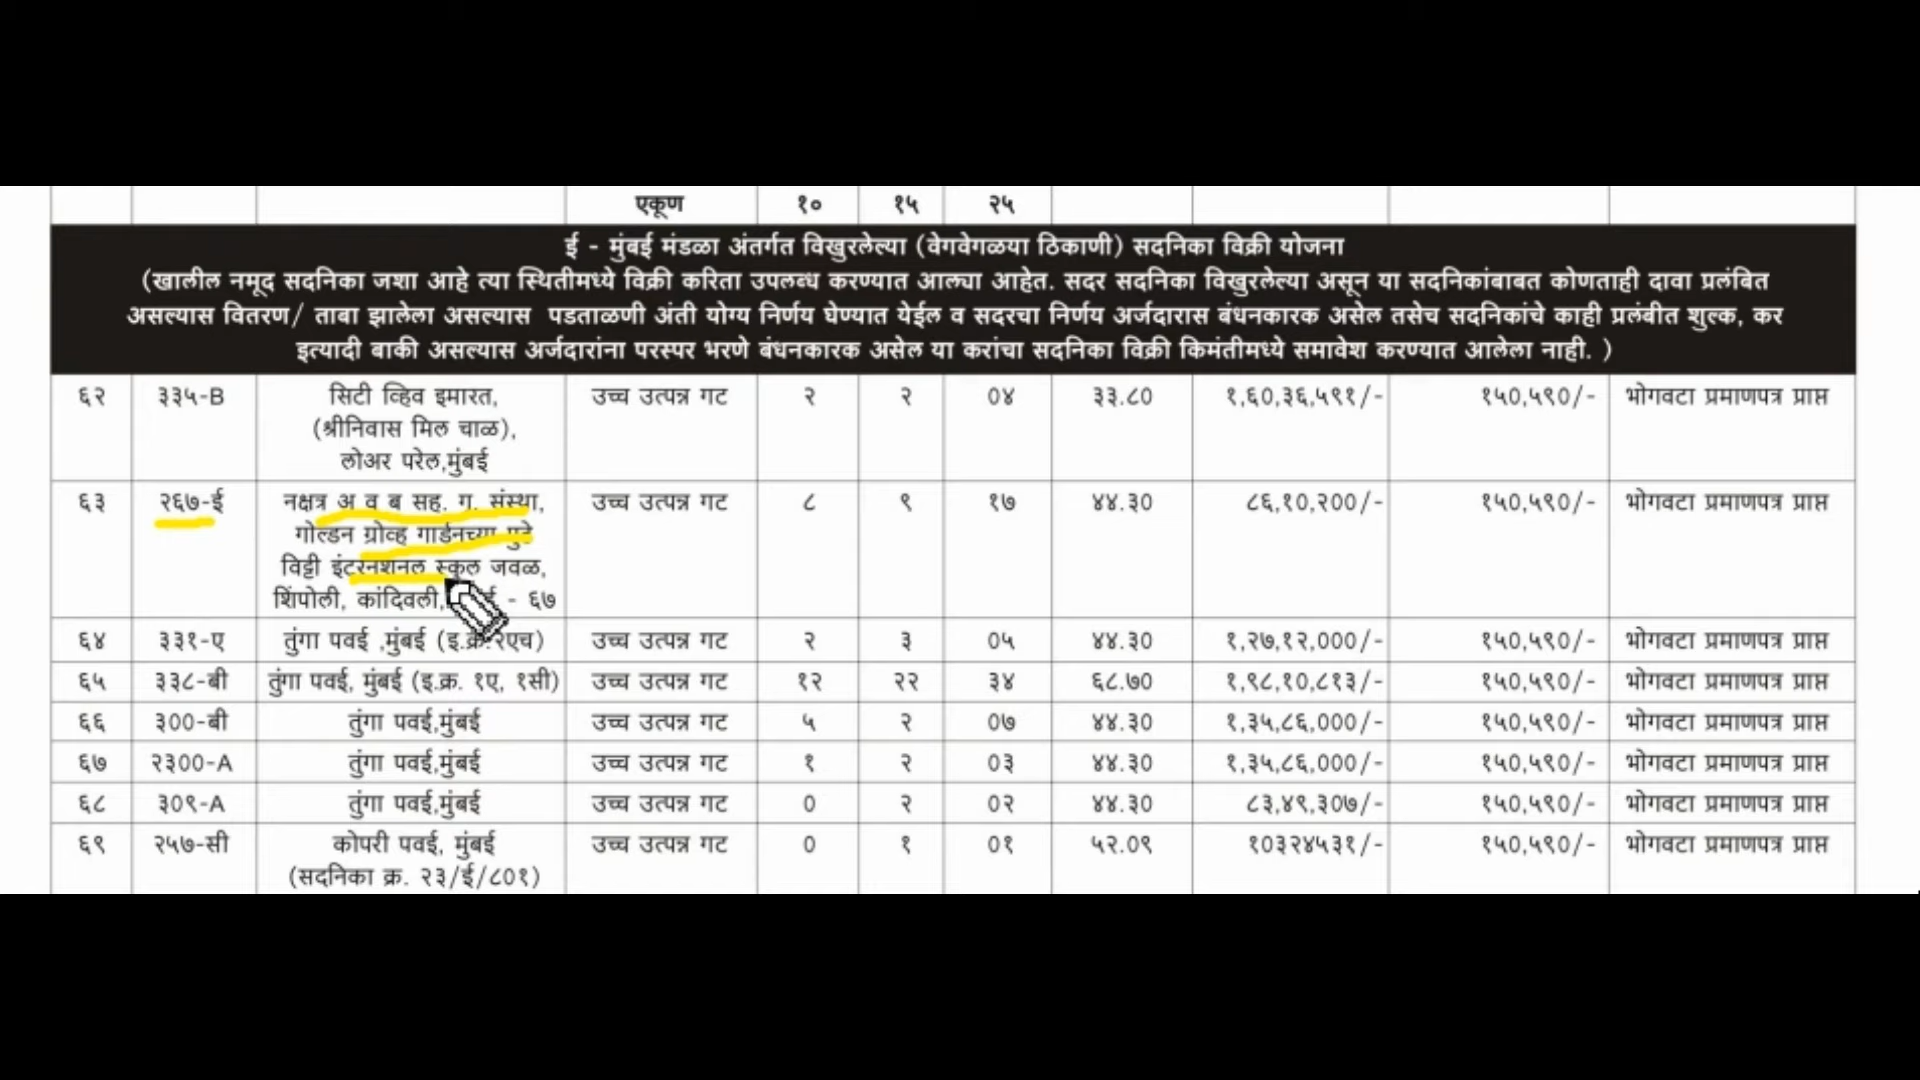 एकूण १० १५ २५
ई - मुंबई मंडळा अंतर्गत विखुरलेल्या (वेगवेगळया ठिकाणी) सदनिका विक्री योजना
(खालील नमूद सदनिका जशा आहे त्या स्थितीमध्ये विक्री करिता उपलब्ध करण्यात आल्या आहेत. सदर सदनिका विखुरलेल्या असून या सदनिकांबाबत कोणताही दावा प्रलंबित
असल्यास वितरण/ ताबा झालेला असल्यास पडताळणी अंती योग्य निर्णय घेण्यात येईल व सदरचा निर्णय अर्जदारास बंधनकारक असेल तसेच सदनिकांचे काही प्रलंबीत शुल्क, कर
इत्यादी बाकी असल्यास अर्जदारांना परस्पर भरणे बंधनकारक असेल या करांचा सदनिका विक्री किमंतीमध्ये समावेश करण्यात आलेला नाही. )
६२ ३३५-B सिटी व्हिव इमारत, उच्च उत्पन्न गट २ २ ०४ ३३.८० १,६०,३६,५९१/- १५०,५९०/- भोगवटा प्रमाणपत्र प्राप्त
(श्रीनिवास मिल चाळ),
लोअर परेल,मुंबई
६३ २६७-ई नक्षत्र अ व ब सह. ग. संस्था, उच्च उत्पन्न गट ८ ९ १७ ४४.३० ८६,१०,२००/- १५०,५९०/- भोगवटा प्रमाणपत्र प्राप्त
गोल्डन ग्रोव्ह गार्डनच्या पुढे
विट्टी इंटरनशनल स्कूल जवळ,
शिंपोली, कांदिवली, - ६७
६४ ३३१-ए तुंगा पवई ,मुंबई (इ.क्र.२एच) उच्च उत्पन्न गट २ ३ ०५ ४४.३० १,२७,१२,०००/- १५०,५९०/- भोगवटा प्रमाणपत्र प्राप्त
६५ ३३८-बी तुंगा पवई, मुंबई (इ.क्र. १ए, १सी) उच्च उत्पन्न गट १२ २२ ३४ ६८.७० १,९८,१०,८१३/- १५०,५९०/- भोगवटा प्रमाणपत्र प्राप्त
६६ ३००-बी तुंगा पवई,मुंबई उच्च उत्पन्न गट ५ २ ०७ ४४.३० १,३५,८६,०००/- १५०,५९०/- भोगवटा प्रमाणपत्र प्राप्त
६७ २३००-A तुंगा पवई,मुंबई उच्च उत्पन्न गट १ २ ०३ ४४.३० १,३५,८६,०००/- १५०,५९०/- भोगवटा प्रमाणपत्र प्राप्त
६८ ३०९-A तुंगा पवई,मुंबई उच्च उत्पन्न गट ० २ ०२ ४४.३० ८३,४९,३०७/- १५०,५९०/- भोगवटा प्रमाणपत्र प्राप्त
६९ २५७-सी कोपरी पवई, मुंबई उच्च उत्पन्न गट ० १ ०१ ५२.०९ १०३२४५३१/- १५०,५९०/- भोगवटा प्रमाणपत्र प्राप्त
(सदनिका क्र. २३/ई/८०१)